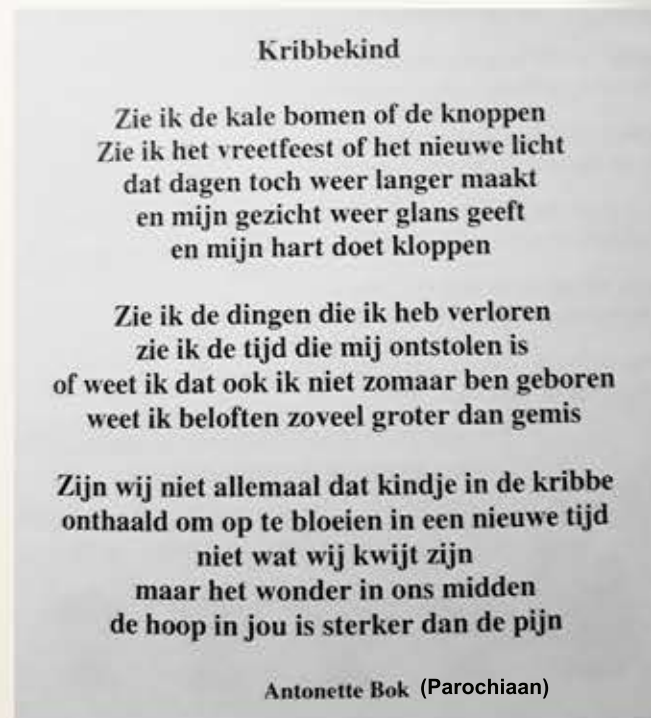 Kribbekind
Zie ik de kale bomen of de knoppen
Zie ik het vreetfeest of het nieuwe licht
dat dagen toch weer langer maakt
en mijn gezicht weer glans geeft
en mijn hart doet kloppen
Zie ik de dingen die ik heb verloren
zie ik de tijd die mij ontstolen is
of weet ik dat ook ik niet zomaar ben geboren
weet ik beloften zoveel groter dan gemis
Zijn wij niet allemaal dat kindje in de kribbe
onthaald om op te bloeien in een nieuwe tijd
niet wat wij kwijt zijn
maar het wonder in ons midden
de hoop in jou is sterker dan de pijn
Antonette Bok (Parochiaan)